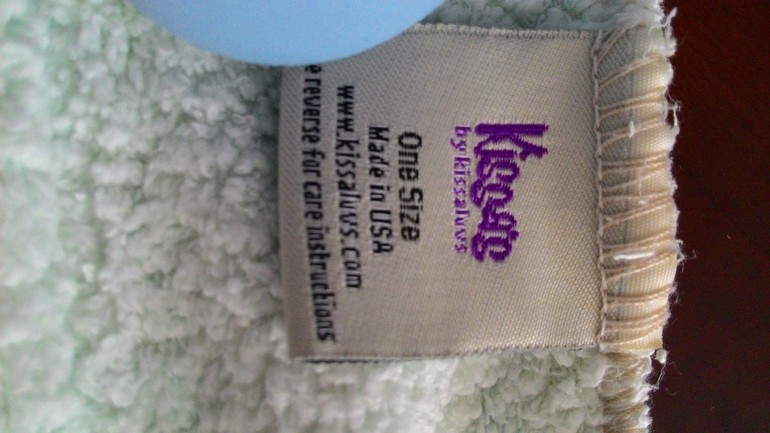 by kissaluvs
One Size
Made in USA
www.kissaluvs.com
e reverse for care instructions